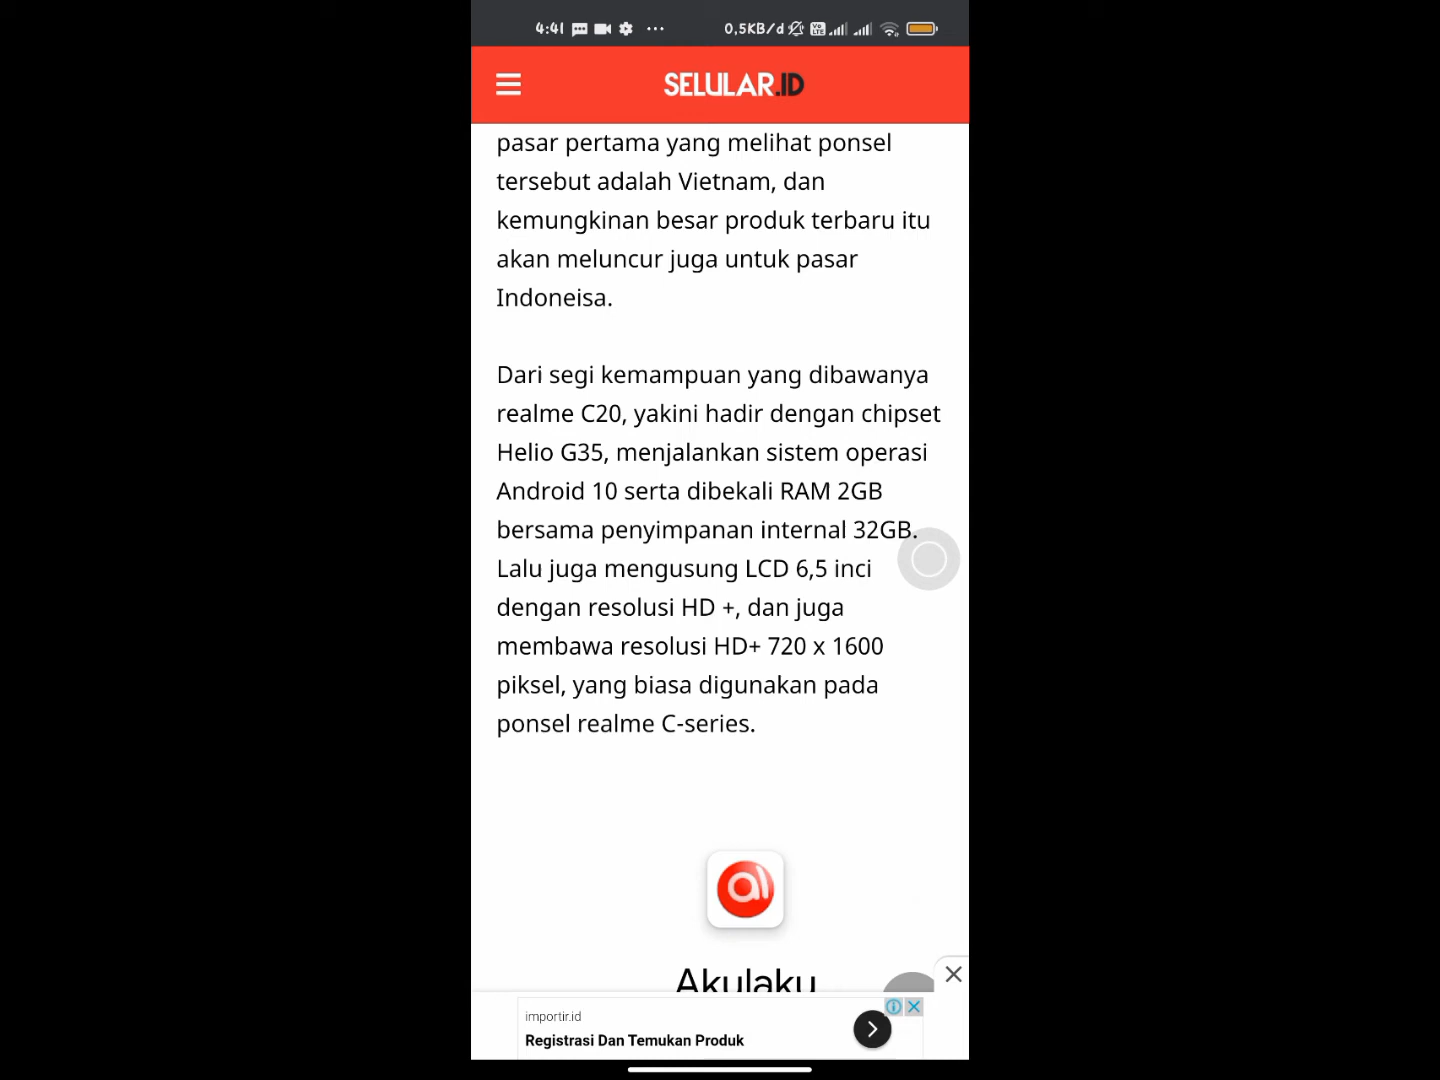 4:41 ... 0,5KB/d
SELULAR.ID
pasar pertama yang melihat ponsel
tersebut adalah Vietnam, dan
kemungkinan besar produk terbaru itu
akan meluncur juga untuk pasar
Indoneisa.
Dari segi kemampuan yang dibawanya
realme C20, yakini hadir dengan chipset
Helio G35, menjalankan sistem operasi
Android 10 serta dibekali RAM 2GB
bersama penyimpanan internal 32GB.
Lalu juga mengusung LCD 6,5 inci
dengan resolusi HD +, dan juga
membawa resolusi HD+ 720 x 1600
piksel, yang biasa digunakan pada
ponsel realme C-series.
Akulaku
importir.id
Registrasi Dan Temukan Produk